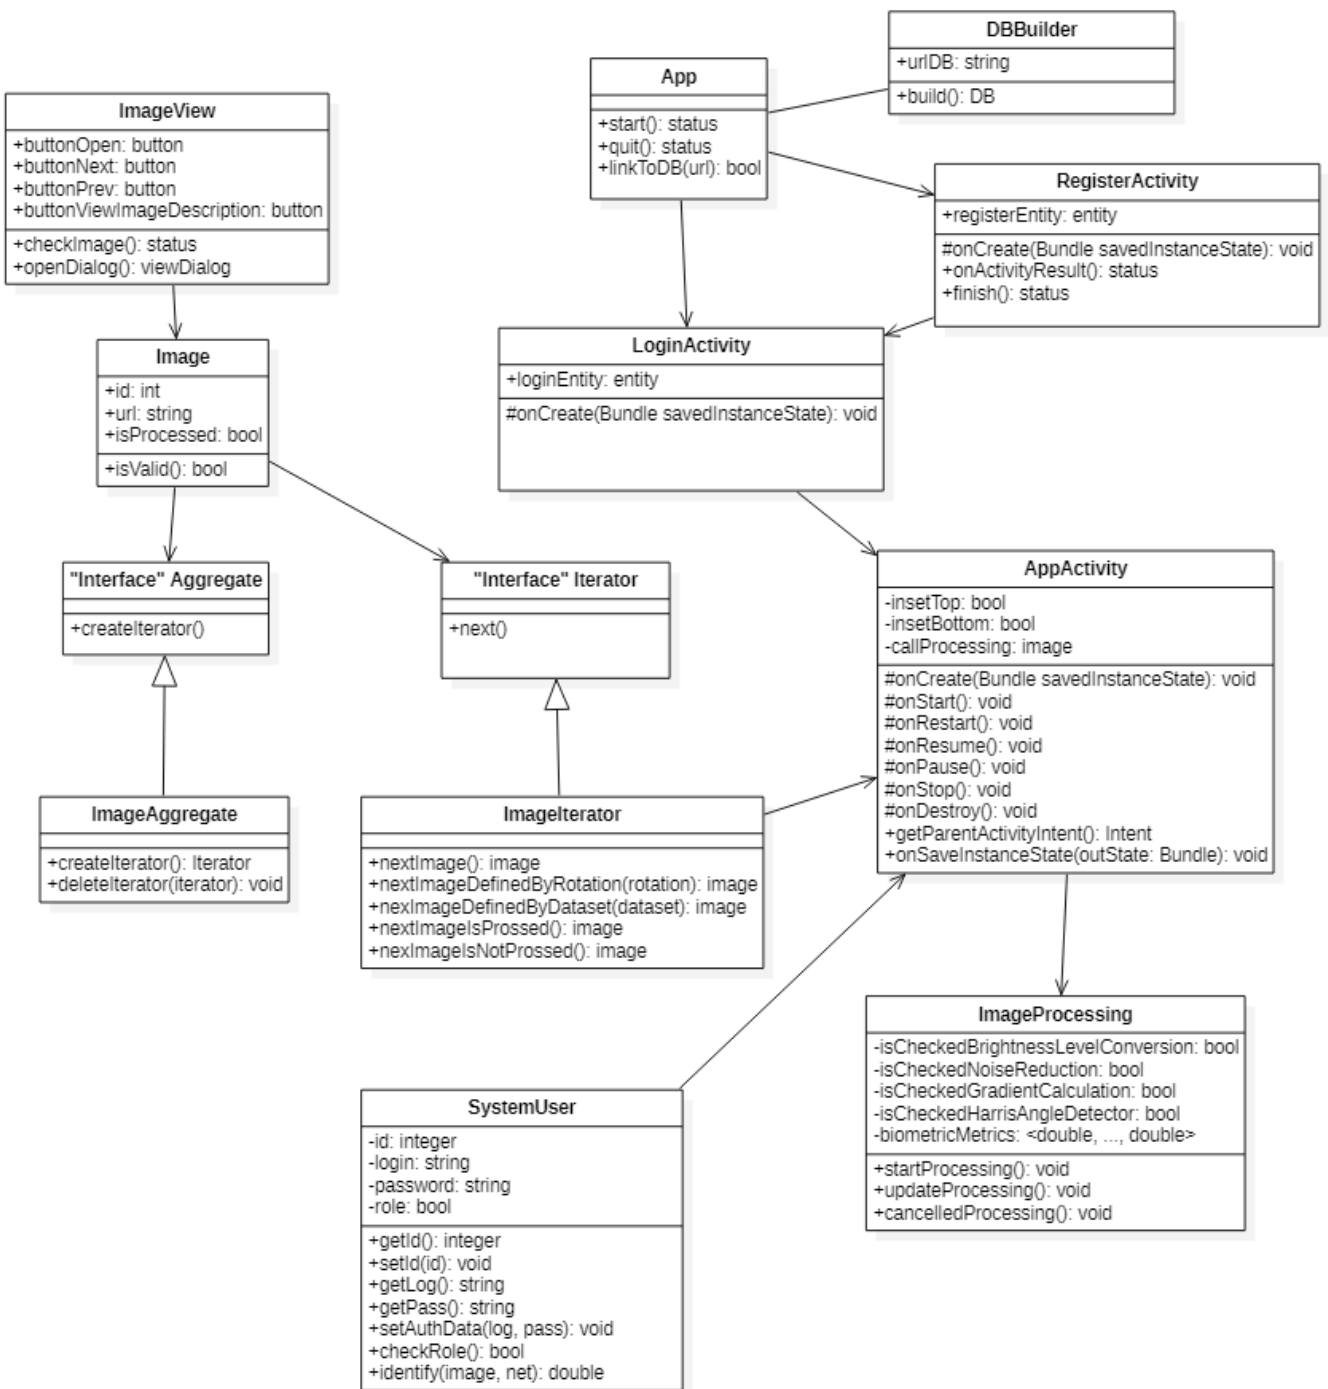 DBBuilder
+urlDB: string
+build(): DB
App
+start(): status
+quit(): status
+linkToDB(url): bool
ImageView
+buttonOpen: button
+buttonNext: button
+buttonPrev: button
+buttonViewImageDescription: button
+checkImage(): status
+openDialog(): viewDialog
RegisterActivity
+registerEntity: entity
#onCreate(Bundle savedInstanceState): void
+onActivityResult(): status
+finish(): status
LoginActivity
+loginEntity: entity
#onCreate(Bundle savedInstanceState): void
Image
+id: int
+url: string
+isProcessed: bool
+isValid(): bool
"Interface" Aggregate
+createIterator()
"Interface" Iterator
+next()
AppActivity
-insetTop: bool
-insetBottom: bool
-callProcessing: image
#onCreate(Bundle savedInstanceState): void
#onStart(): void
#onRestart(): void
#onResume(): void
#onPause(): void
#onStop(): void
#onDestroy(): void
+getParentActivityIntent(): Intent
+onSaveInstanceState(outState: Bundle): void
ImageAggregate
+createIterator(): Iterator
+deleteIterator(iterator): void
ImageIterator
+nextImage(): image
+nextImageDefinedByRotation(rotation): image
+nexImageDefinedByDataset(dataset): image
+nextImageIsProssed(): image
+nexImageIsNotProssed(): image
ImageProcessing
-isCheckedBrightnessLevelConversion: bool
-isCheckedNoiseReduction: bool
-isCheckedGradientCalculation: bool
-isCheckedHarrisAngleDetector: bool
-biometricMetrics: <double, ..., double>
+startProcessing(): void
+updateProcessing(): void
+cancelledProcessing(): void
SystemUser
-id: integer
-login: string
-password: string
-role: bool
+getId(): integer
+setId(id): void
+getLog(): string
+getPass(): string
+setAuthData(log, pass): void
+checkRole(): bool
+identify(image, net): double